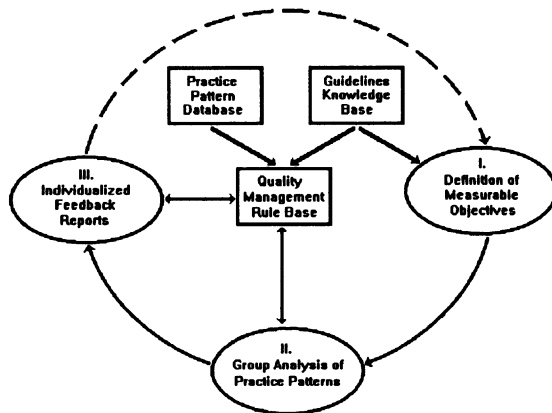 Practice
Pattern
Database
Guidelines
Knowledge
Base
III.
Individualized
Feedback
Reports
Quality
Management
Rule Base
I.
Definition of
Measurable
Objectives
II.
Group Analysis of
Practice Patterns